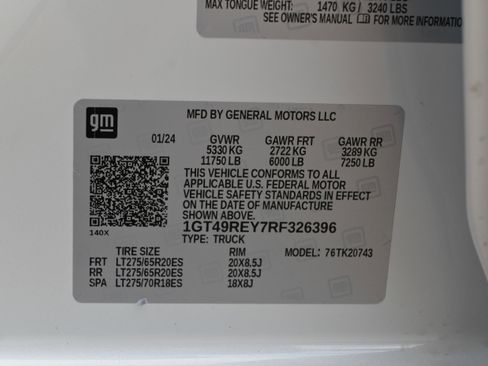 MAX TONGUE WEIGHT: 1470 KG / 3240 LBS
SEE OWNER'S MANUAL FOR MORE INFORMATION
gm
MFD BY GENERAL MOTORS LLC
01/24 GVWR GAWR FRT GAWR RR
5330 KG 2722 KG 3289 KG
11750 LB 6000 LB 7250 LB
THIS VEHICLE CONFORMS TO ALL
APPLICABLE U.S. FEDERAL MOTOR
VEHICLE SAFETY STANDARDS IN EFFECT
ON THE DATE OF MANUFACTURE
SHOWN ABOVE.
140X
1GT49REY7RF326396
TYPE: TRUCK
TIRE SIZE RIM MODEL: 76TK20743
FRT LT275/65R20ES 20X8.5J
RR LT275/65R20ES 20X8.5J
SPA LT275/70R18ES 18X8J